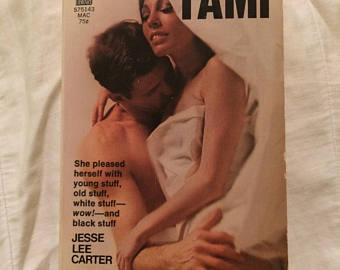 S75143
MAC
75¢
TAMI
She pleased
herself with
young stuff,
old stuff,
white stuff—
wow!—and
black stuff
JESSE
LEE
CARTER